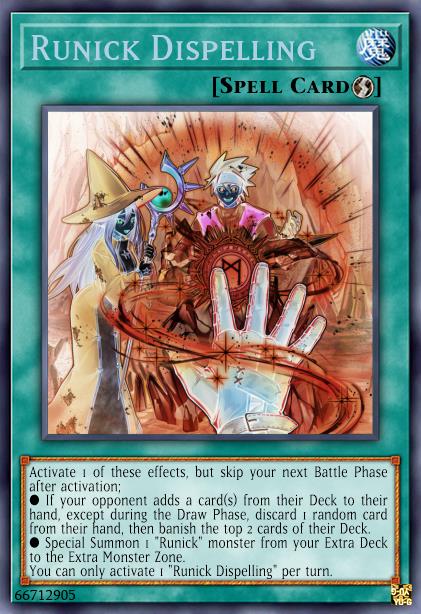 Runick Dispelling
魔
[Spell Card]
Activate 1 of these effects, but skip your next Battle Phase
after activation;
● If your opponent adds a card(s) from their Deck to their
hand, except during the Draw Phase, discard 1 random card
from their hand, then banish the top 2 cards of their Deck.
● Special Summon 1 "Runick" monster from your Extra Deck
to the Extra Monster Zone.
You can only activate 1 "Runick Dispelling" per turn.
66712905